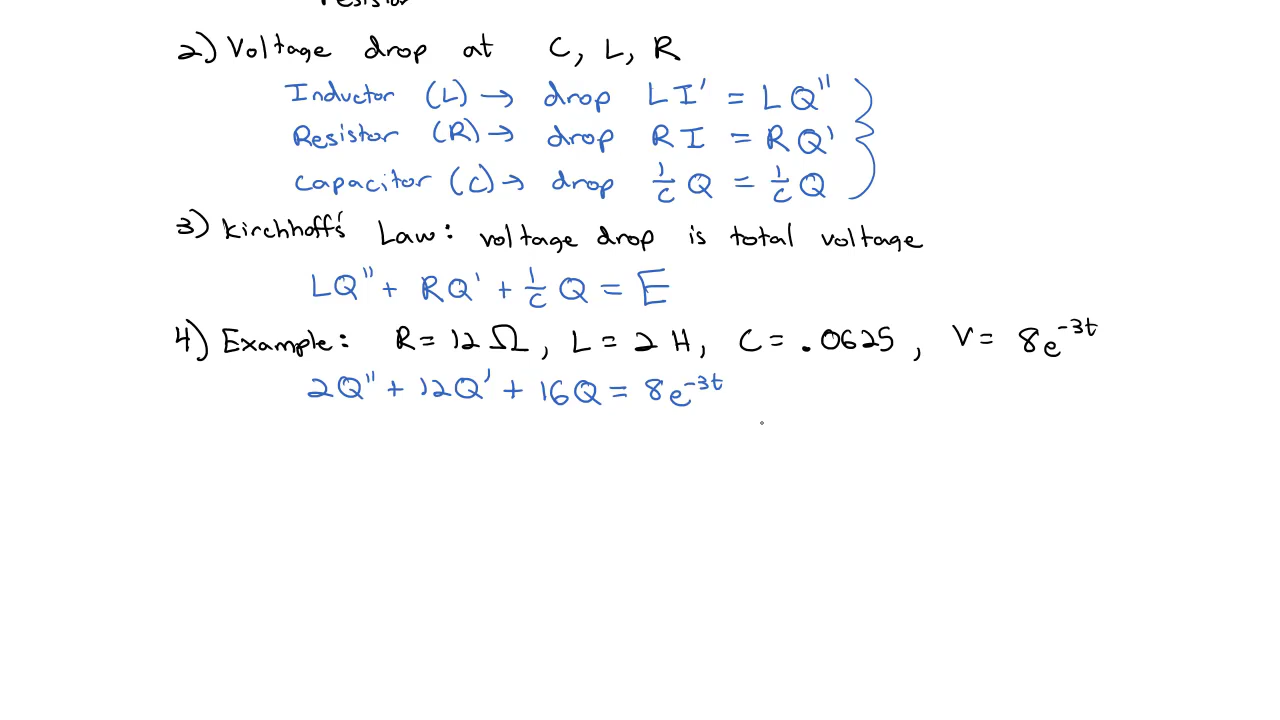 resistor
2) Voltage drop at C, L, R
Inductor (L) → drop LI' = LQ''
Resistor (R) → drop RI = RQ'
Capacitor (C) → drop 1/C Q = 1/C Q
3) Kirchhoff's Law: voltage drop is total voltage
LQ'' + RQ' + 1/C Q = E
4) Example: R = 12 Ω, L = 2 H, C = .0625, V = 8e^{-3t}
2Q'' + 12Q' + 16Q = 8e^{-3t}